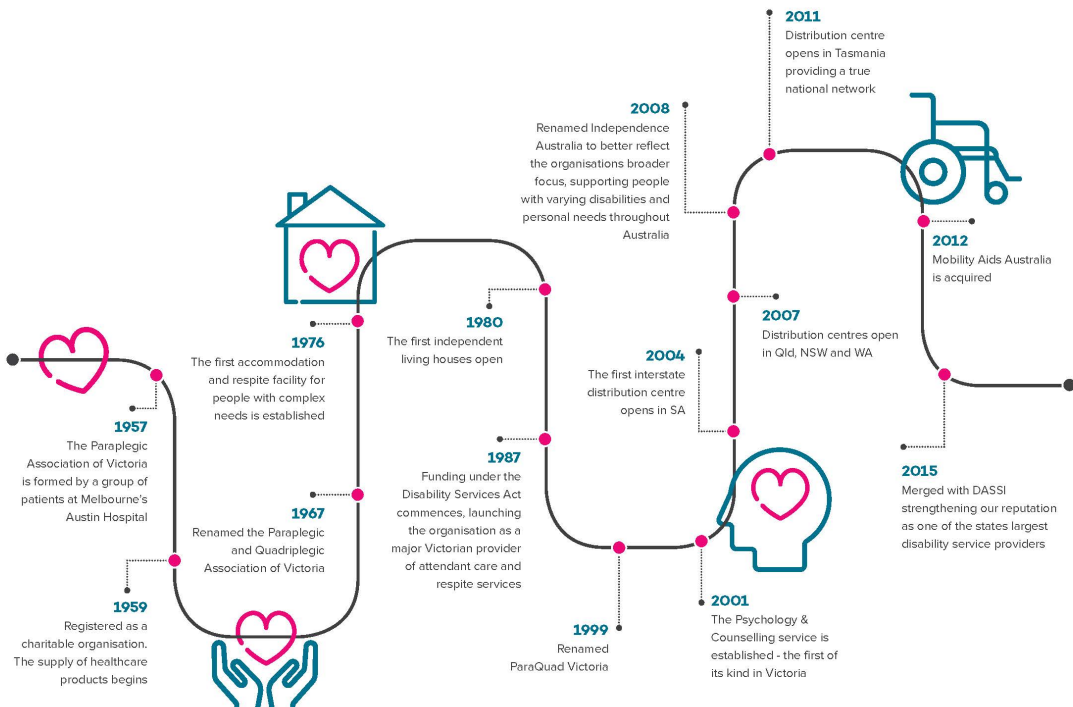 1957
The Paraplegic
Association of Victoria
is formed by a group of
patients at Melbourne's
Austin Hospital
1959
Registered as a
charitable organisation.
The supply of healthcare
products begins
1967
Renamed the Paraplegic
and Quadriplegic
Association of Victoria
1976
The first accommodation
and respite facility for
people with complex
needs is established
1980
The first independent
living houses open
1987
Funding under the
Disability Services Act
commences, launching
the organisation as a
major Victorian provider
of attendant care and
respite services
1999
Renamed
ParaQuad Victoria
2001
The Psychology &
Counselling service is
established - the first of
its kind in Victoria
2004
The first interstate
distribution centre
opens in SA
2007
Distribution centres open
in Qld, NSW and WA
2008
Renamed Independence
Australia to better reflect
the organisations broader
focus, supporting people
with varying disabilities and
personal needs throughout
Australia
2011
Distribution centre
opens in Tasmania
providing a true
national network
2012
Mobility Aids Australia
is acquired
2015
Merged with DASSI
strengthening our reputation
as one of the states largest
disability service providers